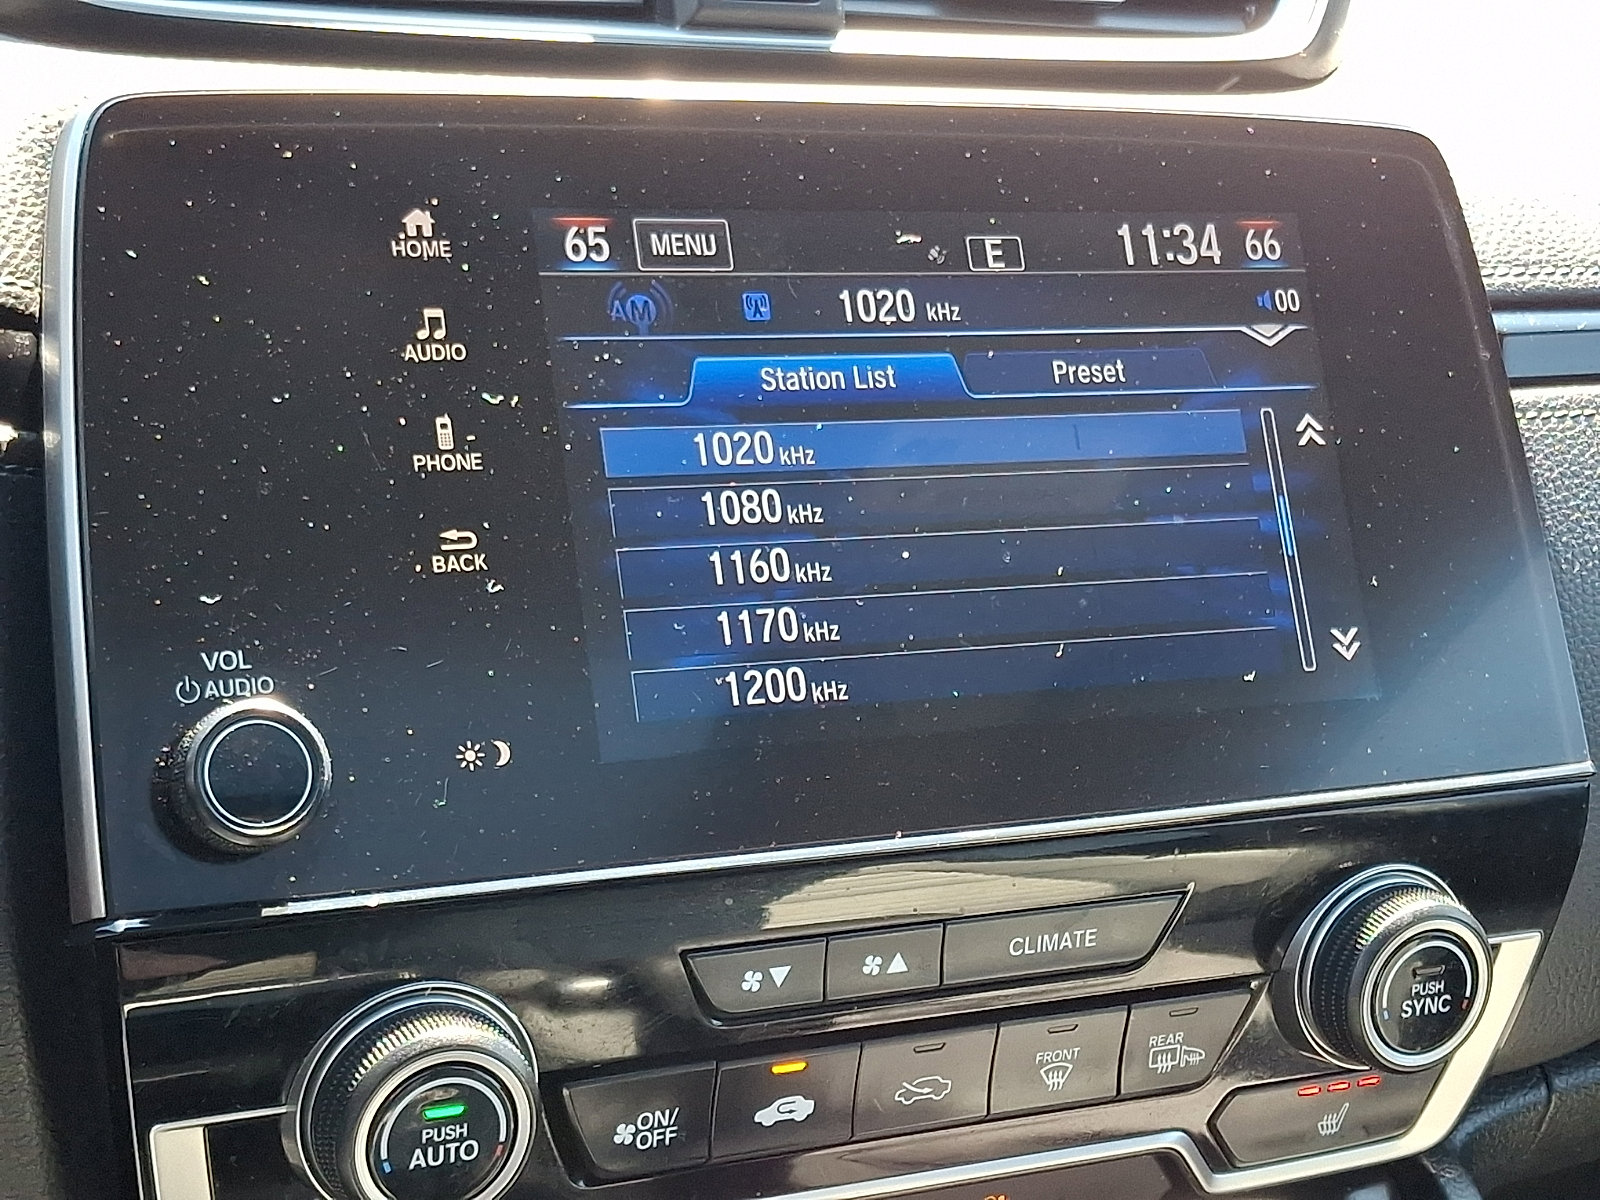 HOME
AUDIO
PHONE
BACK
VOL
AUDIO
65 MENU E 11:34 66
AM 1020 kHz 00
Station List Preset
1020 kHz
1080 kHz
1160 kHz
1170 kHz
1200 kHz
CLIMATE
PUSH
SYNC
PUSH
AUTO
ON/
OFF
FRONT
REAR